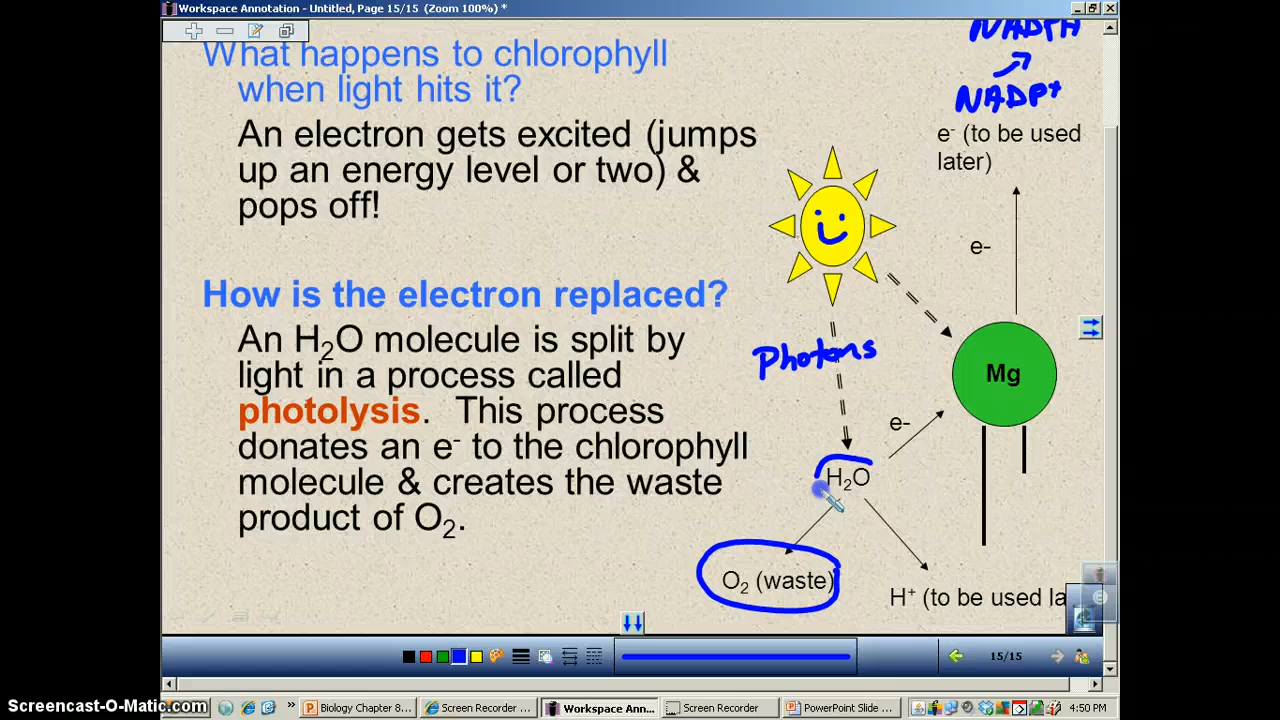 Workspace Annotation - Untitled, Page 15/15 (Zoom 100%) *
What happens to chlorophyll
when light hits it?
An electron gets excited (jumps
up an energy level or two) &
pops off!
How is the electron replaced?
An H₂O molecule is split by
light in a process called
photolysis. This process
donates an e⁻ to the chlorophyll
molecule & creates the waste
product of O₂.
NADPH
NADP+
e⁻ (to be used
later)
e-
Photons
Mg
e-
H₂O
O₂ (waste)
H⁺ (to be used la
15/15
Screencast-O-Matic.com
Biology Chapter 8...
Screen Recorder ...
Workspace Ann...
Screen Recorder
PowerPoint Slide ...
4:50 PM